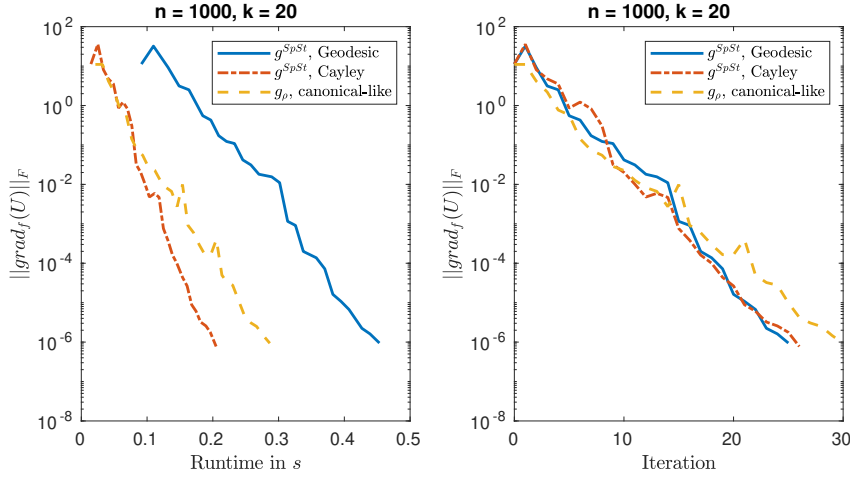 n = 1000, k = 20
10^2
10^0
10^-2
10^-4
10^-6
10^-8
||grad_f(U)||_F
0 0.1 0.2 0.3 0.4 0.5
Runtime in s
g^{SpSt}, Geodesic
g^{SpSt}, Cayley
g_ρ, canonical-like
n = 1000, k = 20
10^2
10^0
10^-2
10^-4
10^-6
10^-8
||grad_f(U)||_F
0 10 20 30
Iteration
g^{SpSt}, Geodesic
g^{SpSt}, Cayley
g_ρ, canonical-like